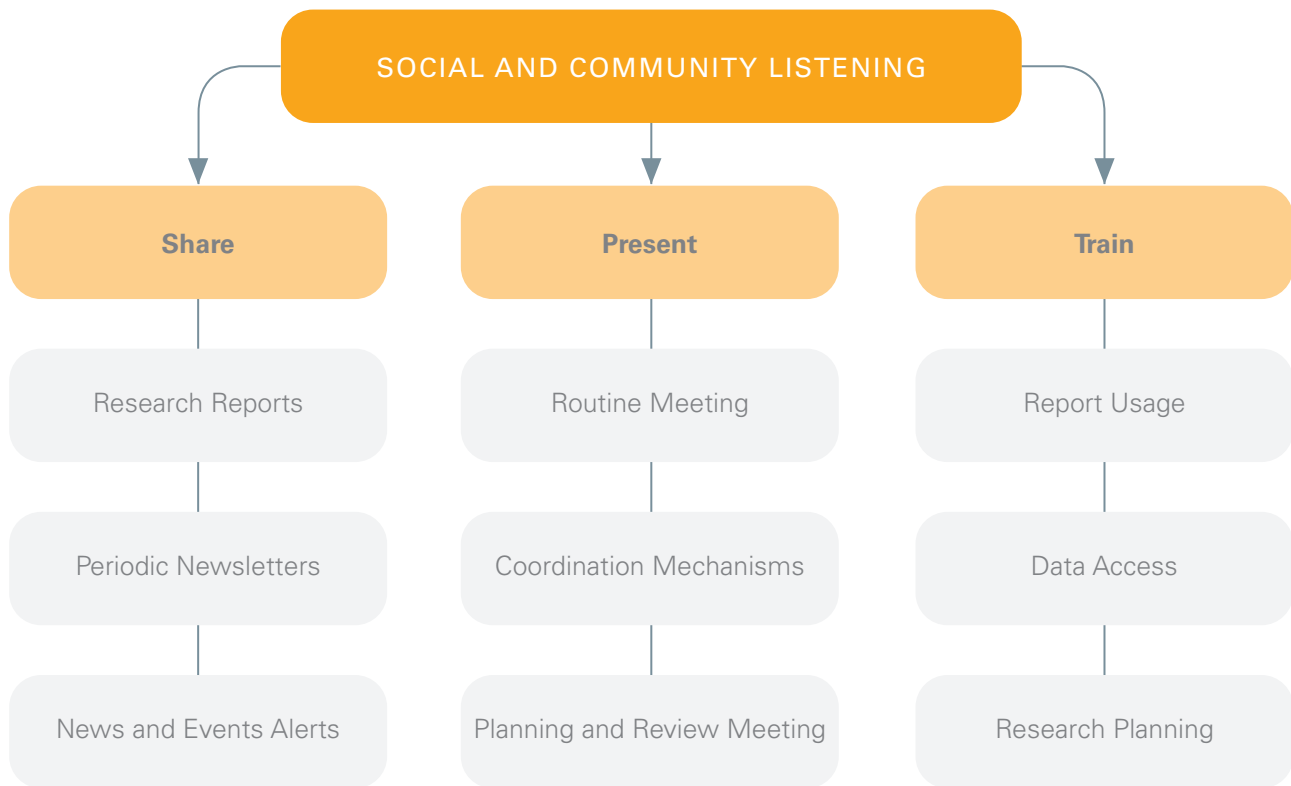 SOCIAL AND COMMUNITY LISTENING
Share
Present
Train
Research Reports
Routine Meeting
Report Usage
Periodic Newsletters
Coordination Mechanisms
Data Access
News and Events Alerts
Planning and Review Meeting
Research Planning